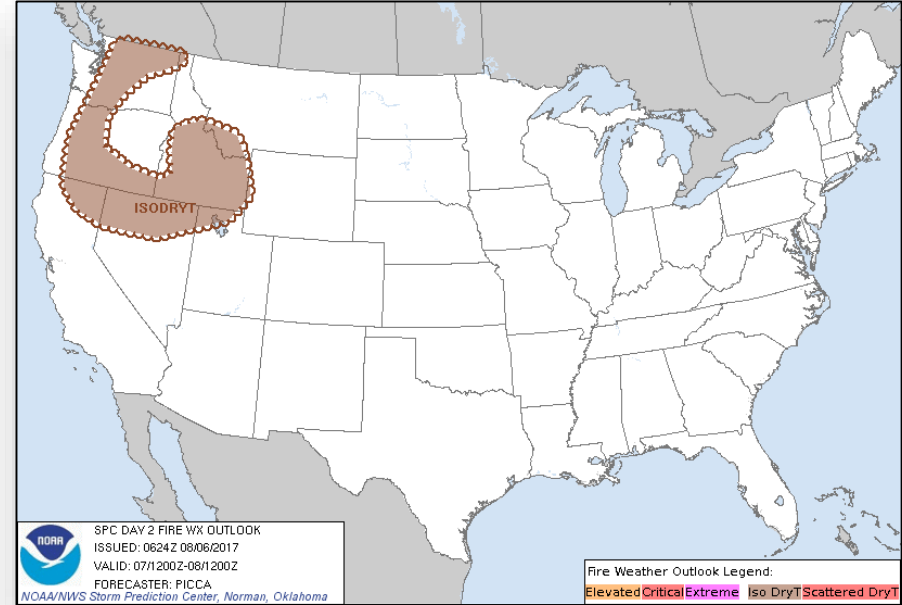 ISODRYT
NOAA
SPC DAY 2 FIRE WX OUTLOOK
ISSUED: 0624Z 08/06/2017
VALID: 07/1200Z-08/1200Z
FORECASTER: PICCA
NOAA/NWS Storm Prediction Center, Norman, Oklahoma
Fire Weather Outlook Legend:
Elevated Critical Extreme Iso DryT Scattered DryT